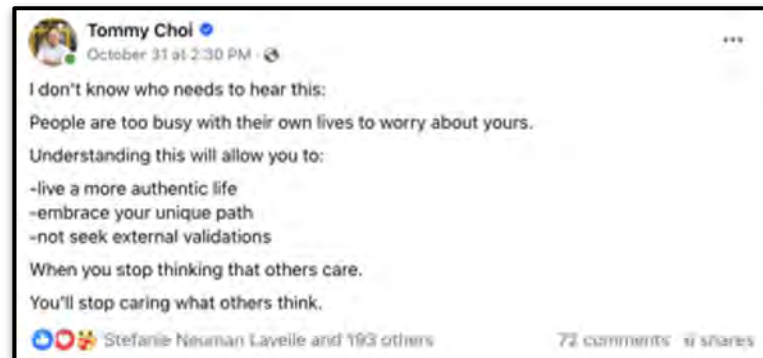 Tommy Choi
October 31 at 2:30 PM ·
...
I don't know who needs to hear this:
People are too busy with their own lives to worry about yours.
Understanding this will allow you to:
-live a more authentic life
-embrace your unique path
-not seek external validations
When you stop thinking that others care.
You'll stop caring what others think.
Stefanie Neuman Lavelle and 193 others
72 comments shares